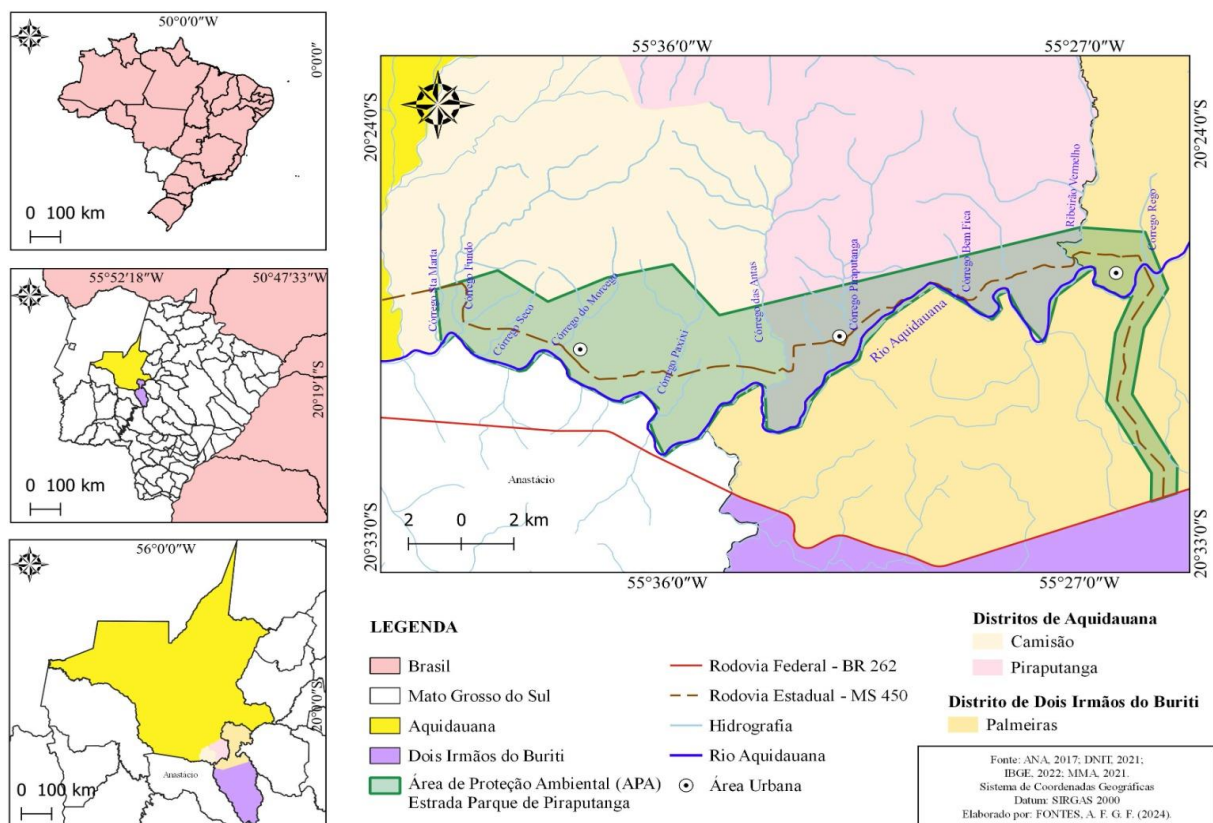 50°0'0"W
0°0'0"
0 100 km
55°52'18"W
50°47'33"W
20°19'1"S
0 100 km
56°0'0"W
20°0'0"S
Anastácio
0 100 km
55°36'0"W
55°27'0"W
20°24'0"S
20°24'0"S
Córrego Sta Marta
Córrego Fundo
Córrego Seco
Córrego do Morcego
Córrego Paxixi
Córrego das Antas
Córrego Piraputanga
Rio Aquidauana
Córrego Bem Fica
Ribeirão Vermelho
Córrego Rego
Anastácio
2 0 2 km
20°33'0"S
20°33'0"S
55°36'0"W
55°27'0"W
LEGENDA
Brasil
Mato Grosso do Sul
Aquidauana
Dois Irmãos do Buriti
Área de Proteção Ambiental (APA)
Estrada Parque de Piraputanga
Rodovia Federal - BR 262
Rodovia Estadual - MS 450
Hidrografia
Rio Aquidauana
Área Urbana
Distritos de Aquidauana
Camisão
Piraputanga
Distrito de Dois Irmãos do Buriti
Palmeiras
Fonte: ANA, 2017; DNIT, 2021;
IBGE, 2022; MMA, 2021.
Sistema de Coordenadas Geográficas
Datum: SIRGAS 2000
Elaborado por: FONTES, A. F. G. F. (2024).